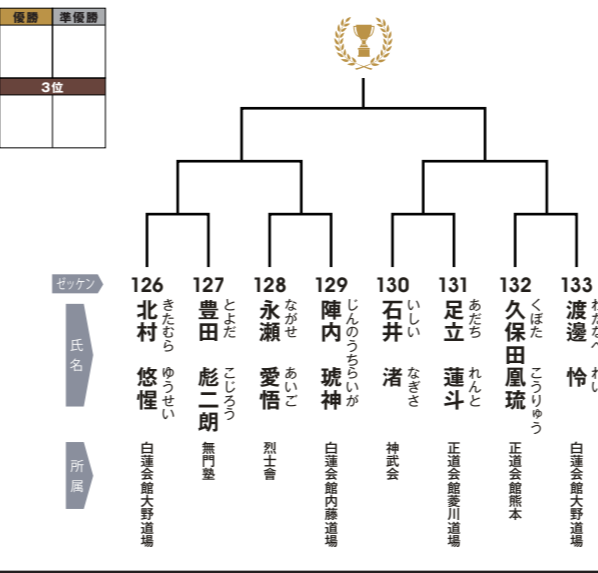 優勝 準優勝
3位
ゼッケン 126 127 128 129 130 131 132 133
氏名
北村 悠惺 きたむら ゆうせい
豊田 彪二朗 とよだ こじろう
永瀬 愛悟 ながせ あいご
陣内 琥神 じんのうちらいが
石井 渚 いしい なぎさ
足立 蓮斗 あだち れんと
久保田凰琉 くぼた こうりゅう
渡邊 怜
所属
白蓮会館大野道場
無門塾
烈士會
白蓮会館内藤道場
神武会
正道会館菱川道場
正道会館熊本
白蓮会館大野道場